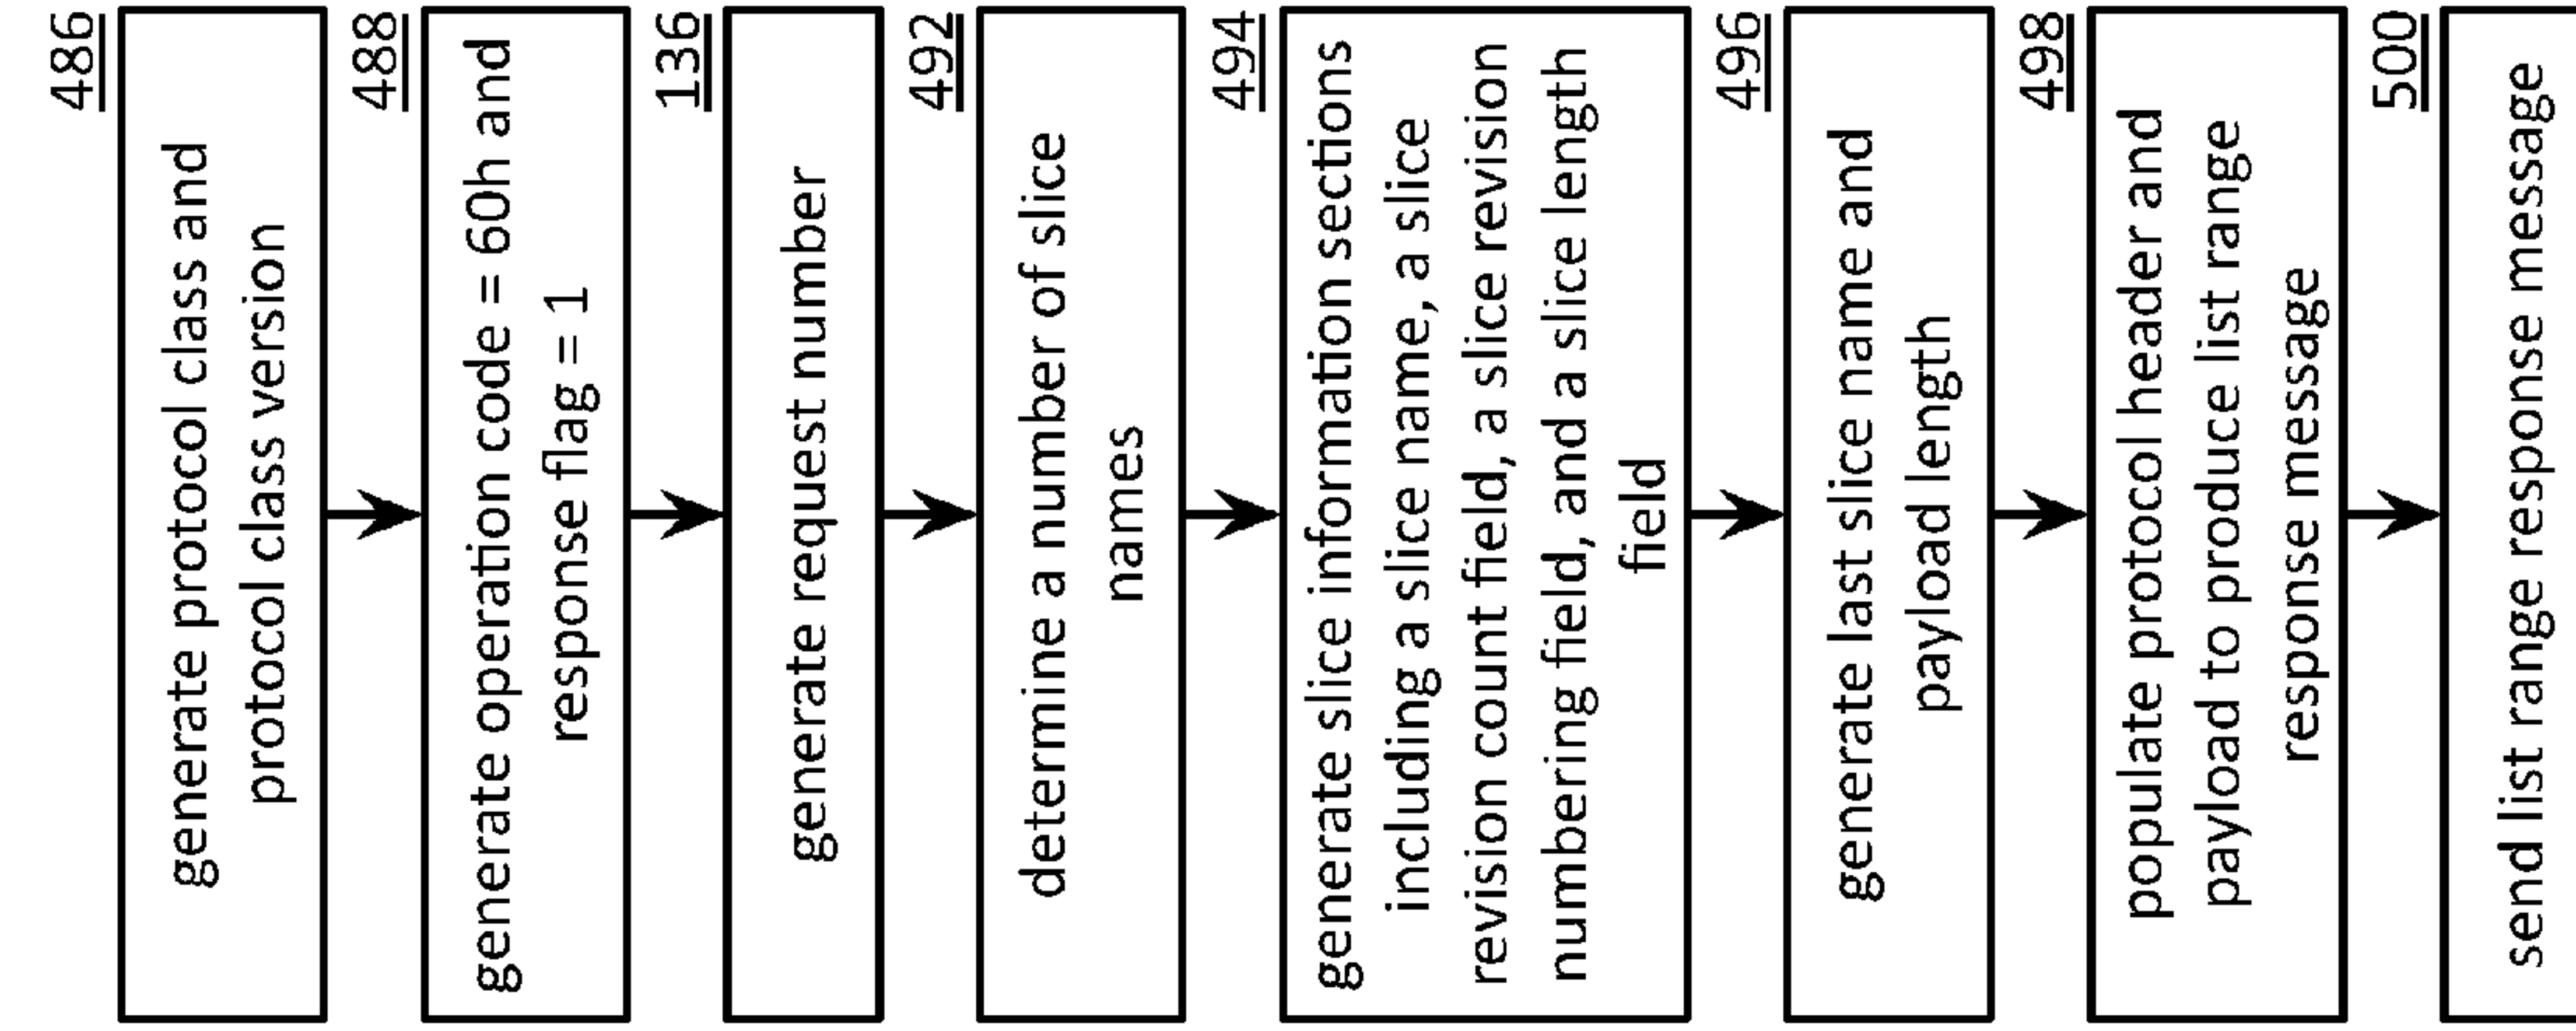 486
generate protocol class and
protocol class version
488
generate operation code = 60h and
response flag = 1
136
generate request number
492
determine a number of slice
names
494
generate slice information sections
including a slice name, a slice
revision count field, a slice revision
numbering field, and a slice length
field
496
generate last slice name and
payload length
498
populate protocol header and
payload to produce list range
response message
500
send list range response message